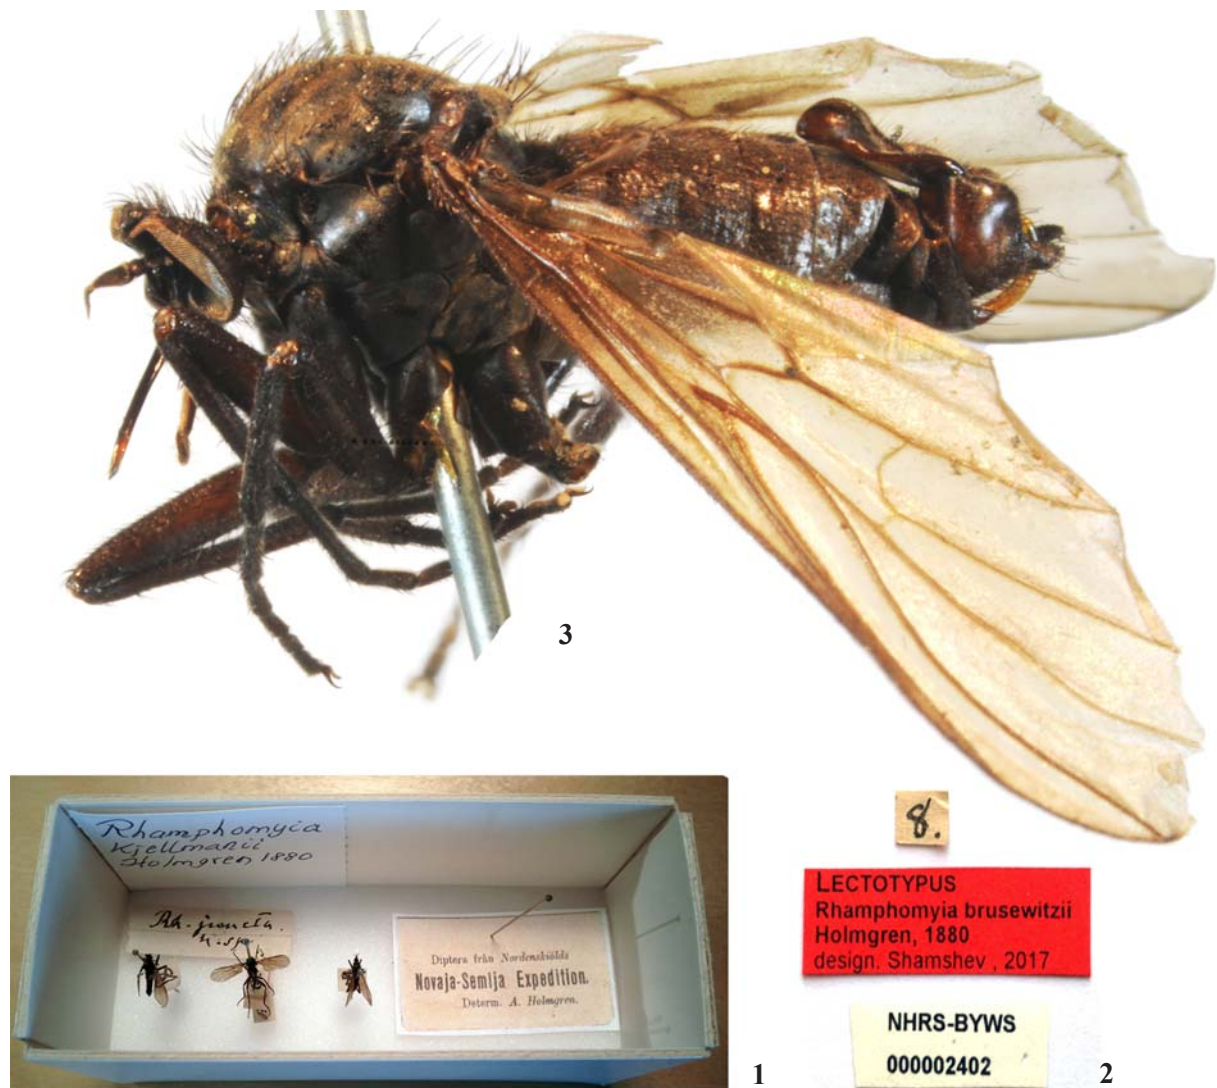 3
Rhamphomyia
Kjellmanii
Holmgren 1880
Rh. juncta.
n. sp.
Diptera från Nordenskiölds
Novaja-Semlja Expedition.
Determ. A. Holmgren.
1
8.
LECTOTYPUS
Rhamphomyia brusewitzii
Holmgren, 1880
design. Shamshev , 2017
NHRS-BYWS
000002402
2